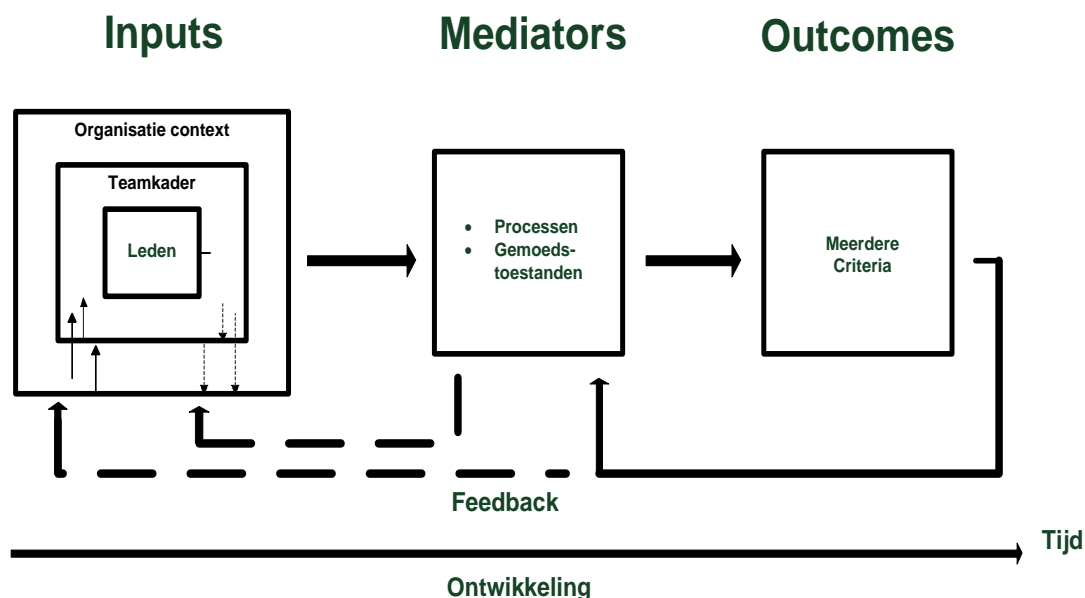 Inputs
Mediators
Outcomes
Organisatie context
Teamkader
Leden
• Processen
• Gemoeds-
toestanden
Meerdere
Criteria
Feedback
Tijd
Ontwikkeling